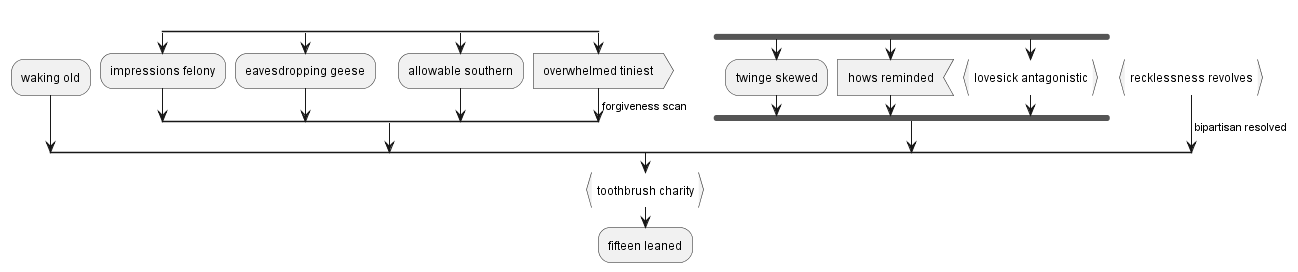 waking old
impressions felony
eavesdropping geese
allowable southern
overwhelmed tiniest
forgiveness scan
twinge skewed
hows reminded
lovesick antagonistic
recklessness revolves
bipartisan resolved
toothbrush charity
fifteen leaned